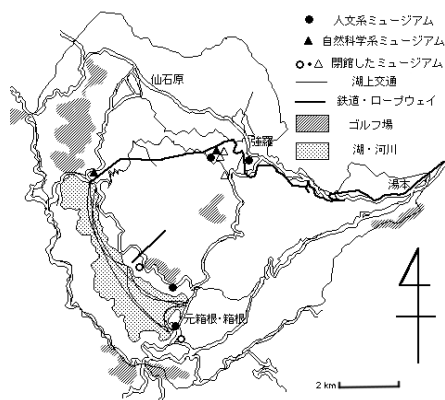 ● 人文系ミュージアム
▲ 自然科学系ミュージアム
○・△ 閉館したミュージアム
湖上交通
鉄道・ロープウェイ
ゴルフ場
湖・河川
仙石原
強羅
湯本
元箱根・箱根
2 km